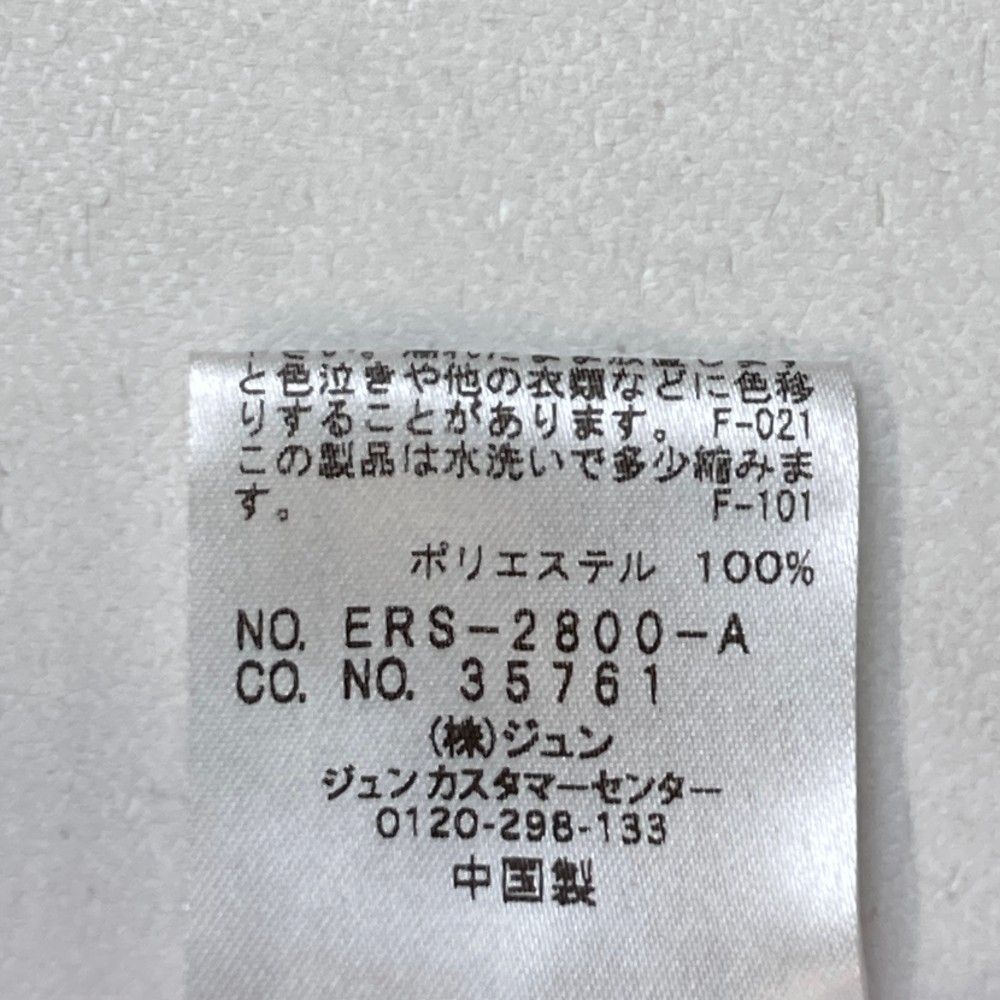 と色泣きや他の衣類などに色移
りすることがあります。 F-021
この製品は水洗いで多少縮みま
す。 F-101
ポリエステル 100%
NO. ERS-2800-A
CO. NO. 35761
(株)ジュン
ジュンカスタマーセンター
0120-298-133
中国製